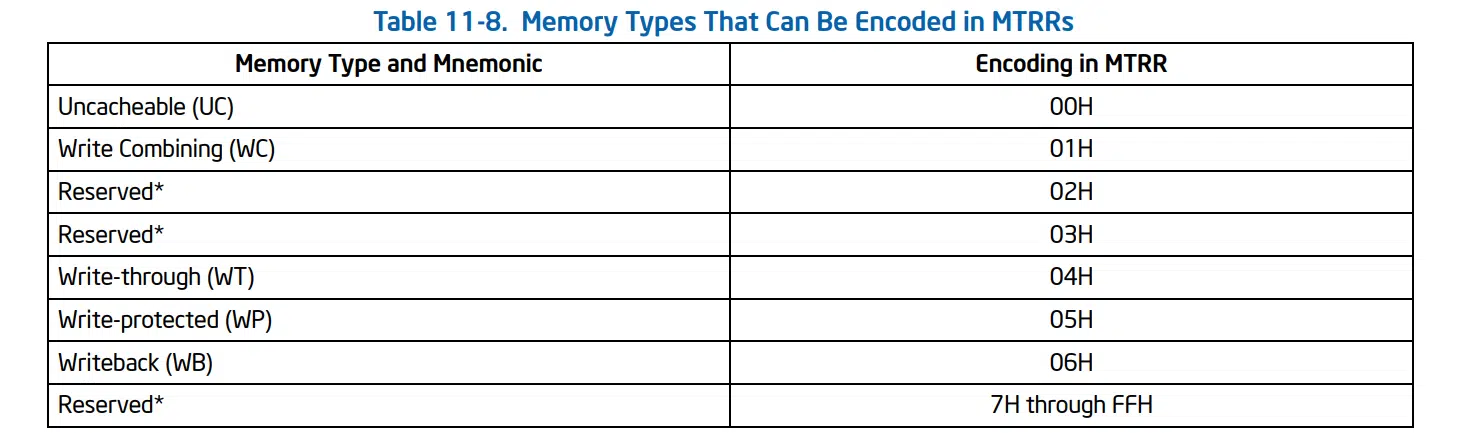 Table 11-8. Memory Types That Can Be Encoded in MTRRs
Memory Type and Mnemonic Encoding in MTRR
Uncacheable (UC) 00H
Write Combining (WC) 01H
Reserved* 02H
Reserved* 03H
Write-through (WT) 04H
Write-protected (WP) 05H
Writeback (WB) 06H
Reserved* 7H through FFH